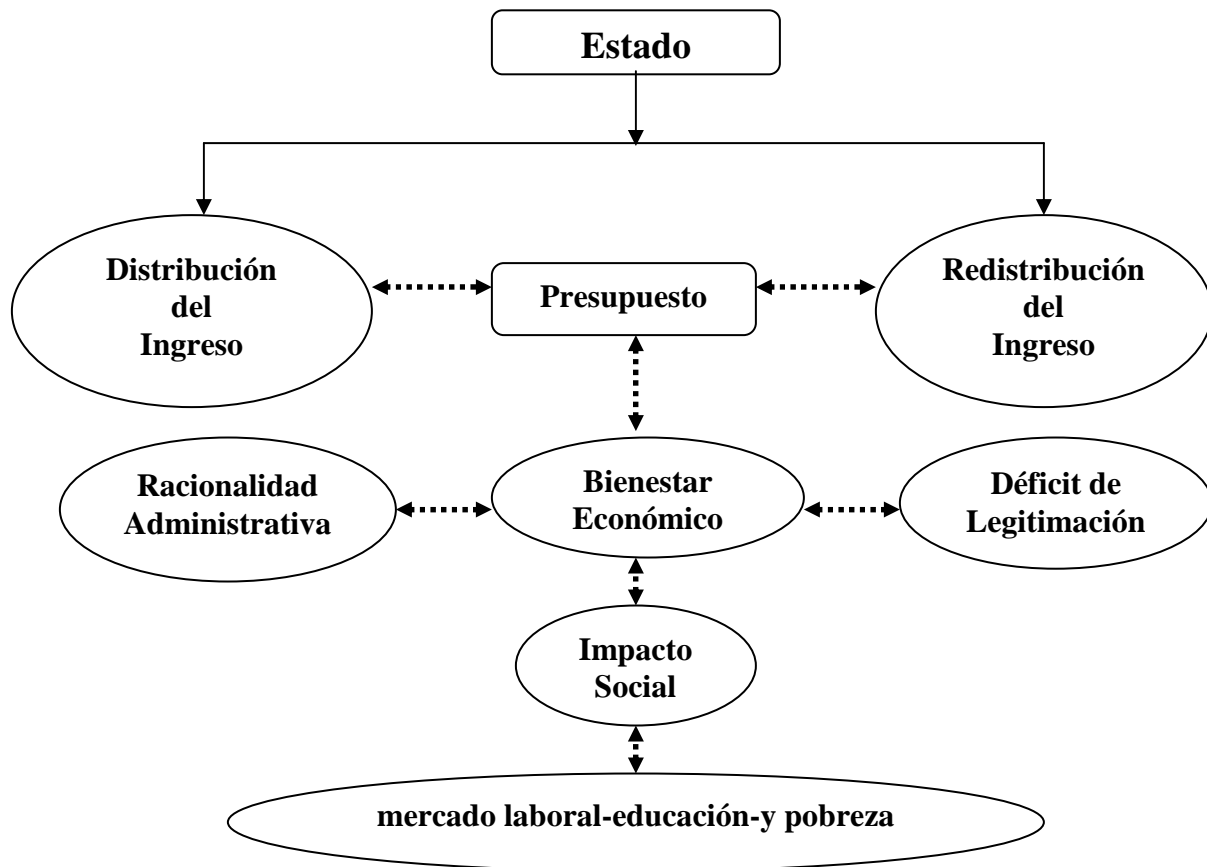 Estado
Distribución
del
Ingreso
Presupuesto
Redistribución
del
Ingreso
Racionalidad
Administrativa
Bienestar
Económico
Déficit de
Legitimación
Impacto
Social
mercado laboral-educación-y pobreza